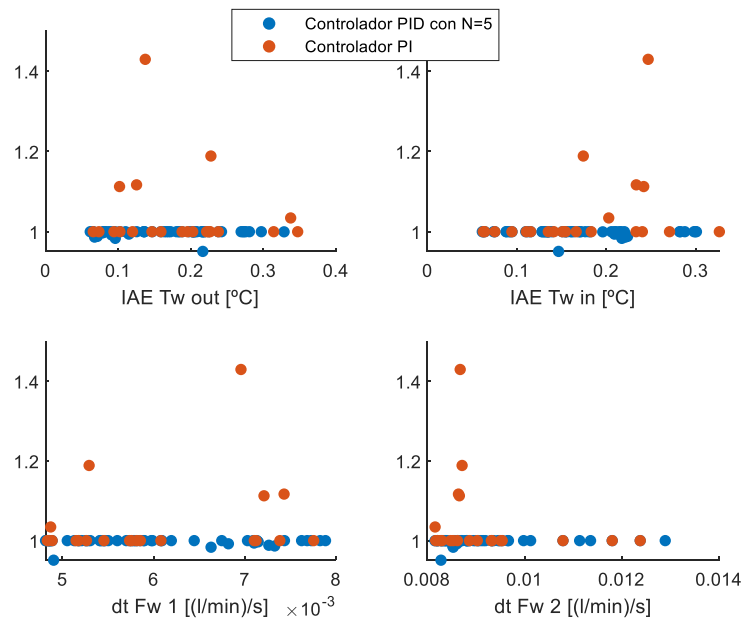 Controlador PID con N=5
Controlador PI
1.4
1.2
1
0 0.1 0.2 0.3 0.4
IAE Tw out [ºC]
1.4
1.2
1
0 0.1 0.2 0.3
IAE Tw in [ºC]
1.4
1.2
1
5 6 7 8
dt Fw 1 [(l/min)/s] ×10⁻³
1.4
1.2
1
0.008 0.01 0.012 0.014
dt Fw 2 [(l/min)/s]